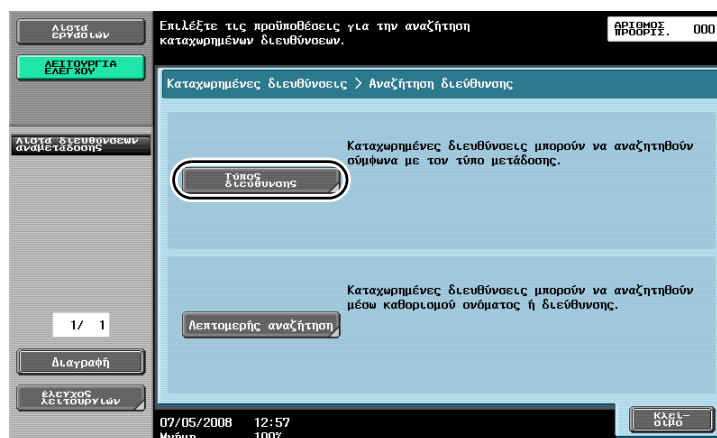 Λίστα
εργασιών
Επιλέξτε τις προϋποθέσεις για την αναζήτηση
καταχωρημένων διευθύνσεων.
ΑΡΙΘΜΟΣ
ΠΡΟΟΡΙΣ. 000
ΛΕΙΤΟΥΡΓΙΑ
ΕΛΕΓΧΟΥ
Καταχωρημένες διευθύνσεις > Αναζήτηση διεύθυνσης
Λίστα διευθύνσεων
αναμετάδοσης
Καταχωρημένες διευθύνσεις μπορούν να αναζητηθούν
σύμφωνα με τον τύπο μετάδοσης.
Τύπος
διεύθυνσης
Καταχωρημένες διευθύνσεις μπορούν να αναζητηθούν
μέσω καθορισμού ονόματος ή διεύθυνσης.
Λεπτομερής αναζήτηση
1/ 1
Διαγραφή
έλεγχος
λειτουργιών
07/05/2008 12:57
Μνήμη 100%
Κλεί-
σιμο